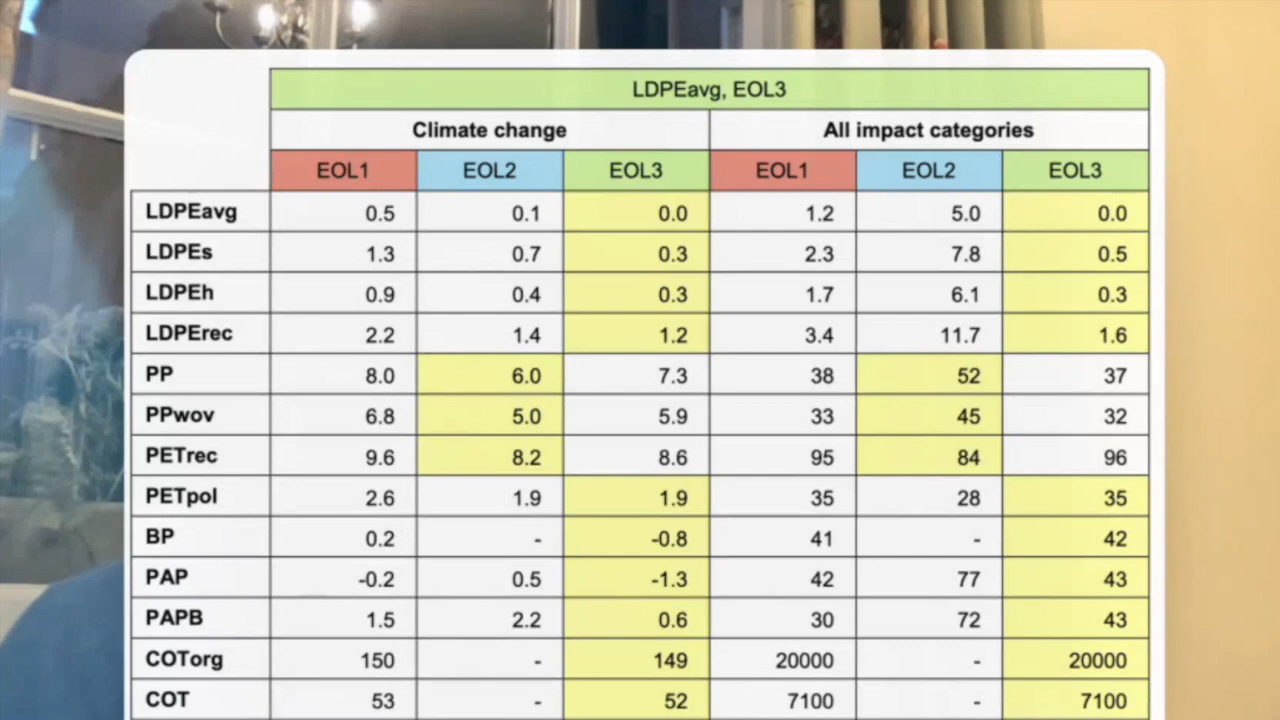 LDPEavg, EOL3
Climate change All impact categories
EOL1 EOL2 EOL3 EOL1 EOL2 EOL3
LDPEavg 0.5 0.1 0.0 1.2 5.0 0.0
LDPEs 1.3 0.7 0.3 2.3 7.8 0.5
LDPEh 0.9 0.4 0.3 1.7 6.1 0.3
LDPErec 2.2 1.4 1.2 3.4 11.7 1.6
PP 8.0 6.0 7.3 38 52 37
PPwov 6.8 5.0 5.9 33 45 32
PETrec 9.6 8.2 8.6 95 84 96
PETpol 2.6 1.9 1.9 35 28 35
BP 0.2 - -0.8 41 - 42
PAP -0.2 0.5 -1.3 42 77 43
PAPB 1.5 2.2 0.6 30 72 43
COTorg 150 - 149 20000 - 20000
COT 53 - 52 7100 - 7100